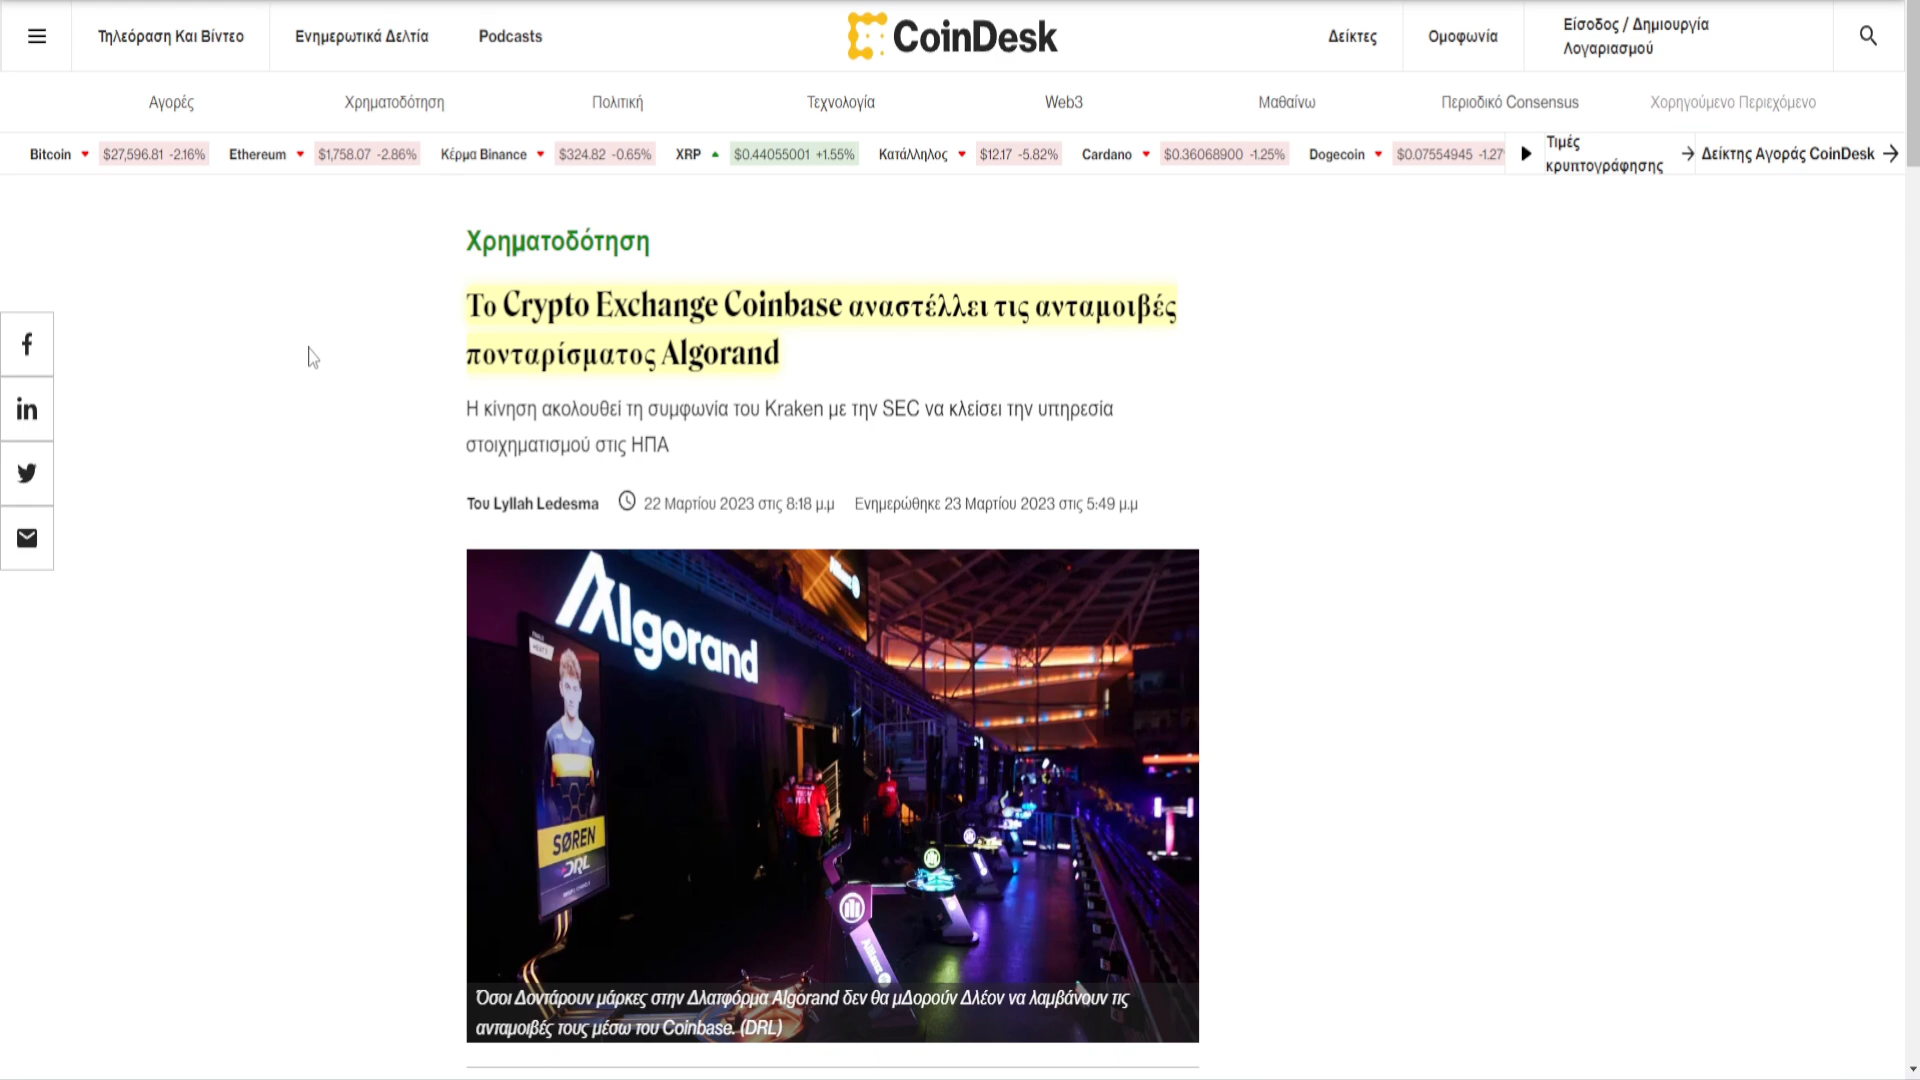 Τηλεόραση Και Βίντεο
Ενημερωτικά Δελτία
Podcasts
CoinDesk
Δείκτες
Ομοφωνία
Είσοδος / Δημιουργία
Λογαριασμού
Αγορές
Χρηματοδότηση
Πολιτική
Τεχνολογία
Web3
Μαθαίνω
Περιοδικό Consensus
Χορηγούμενο Περιεχόμενο
Bitcoin $27,596.81 -2.16%
Ethereum $1,758.07 -2.86%
Κέρμα Binance $324.82 -0.65%
XRP $0.44055001 +1.55%
Κατάλληλος $12.17 -5.82%
Cardano $0.36068900 -1.25%
Dogecoin $0.07554945 -1.27
Τιμές
κρυπτογράφησης
Δείκτης Αγοράς CoinDesk
Χρηματοδότηση
Το Crypto Exchange Coinbase αναστέλλει τις ανταμοιβές
πονταρίσματος Algorand
Η κίνηση ακολουθεί τη συμφωνία του Kraken με την SEC να κλείσει την υπηρεσία
στοιχηματισμού στις ΗΠΑ
Του Lyllah Ledesma
22 Μαρτίου 2023 στις 8:18 μ.μ
Ενημερώθηκε 23 Μαρτίου 2023 στις 5:49 μ.μ
Algorand
SØREN
DRL
Allianz
Όσοι Δοντάρουν μάρκες στην Δλατφόρμα Algorand δεν θα μΔορούν Δλέον να λαμβάνουν τις
ανταμοιβές τους μέσω του Coinbase. (DRL)